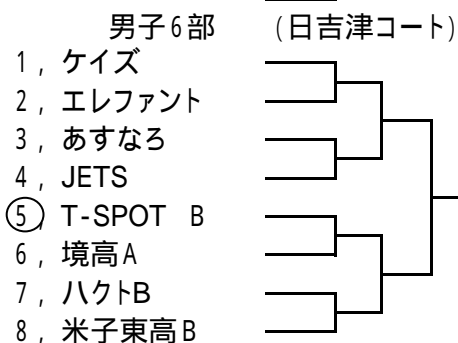 男子6部 (日吉津コート)
1, ケイズ
2, エレファント
3, あすなろ
4, JETS
5, T-SPOT B
6, 境高A
7, ハクトB
8, 米子東高B